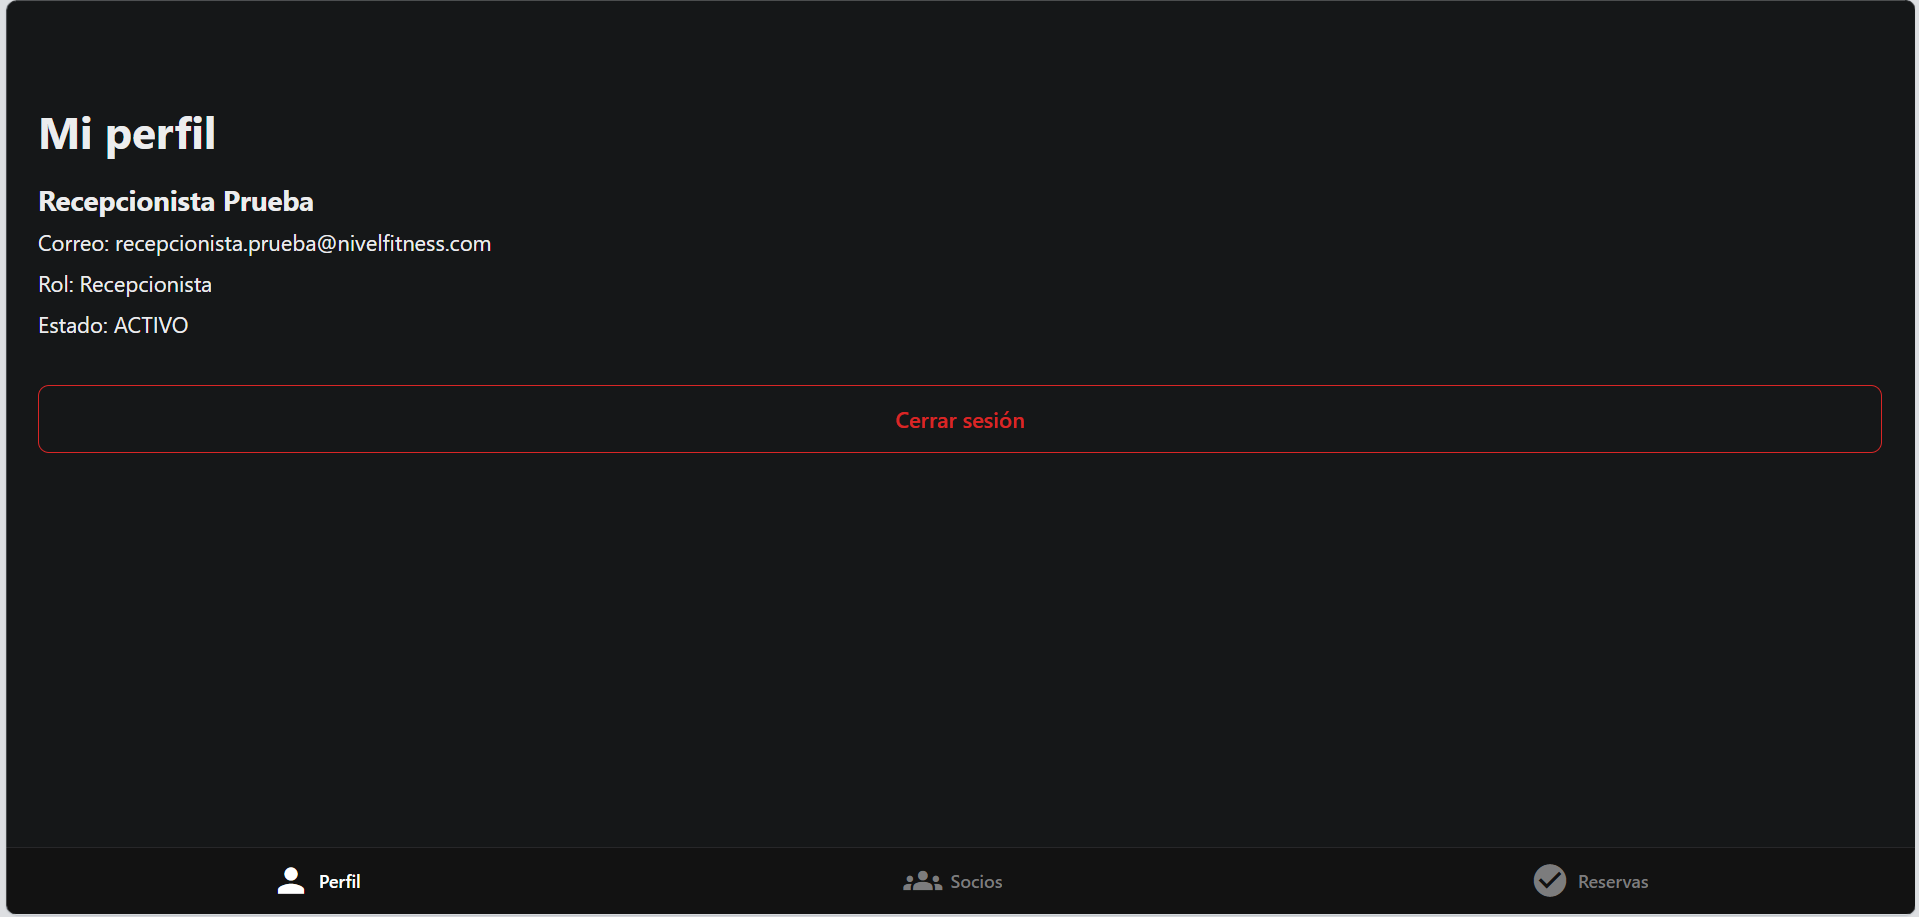 Mi perfil
Recepcionista Prueba
Correo: recepcionista.prueba@nivelfitness.com
Rol: Recepcionista
Estado: ACTIVO
Cerrar sesión
Perfil
Socios
Reservas